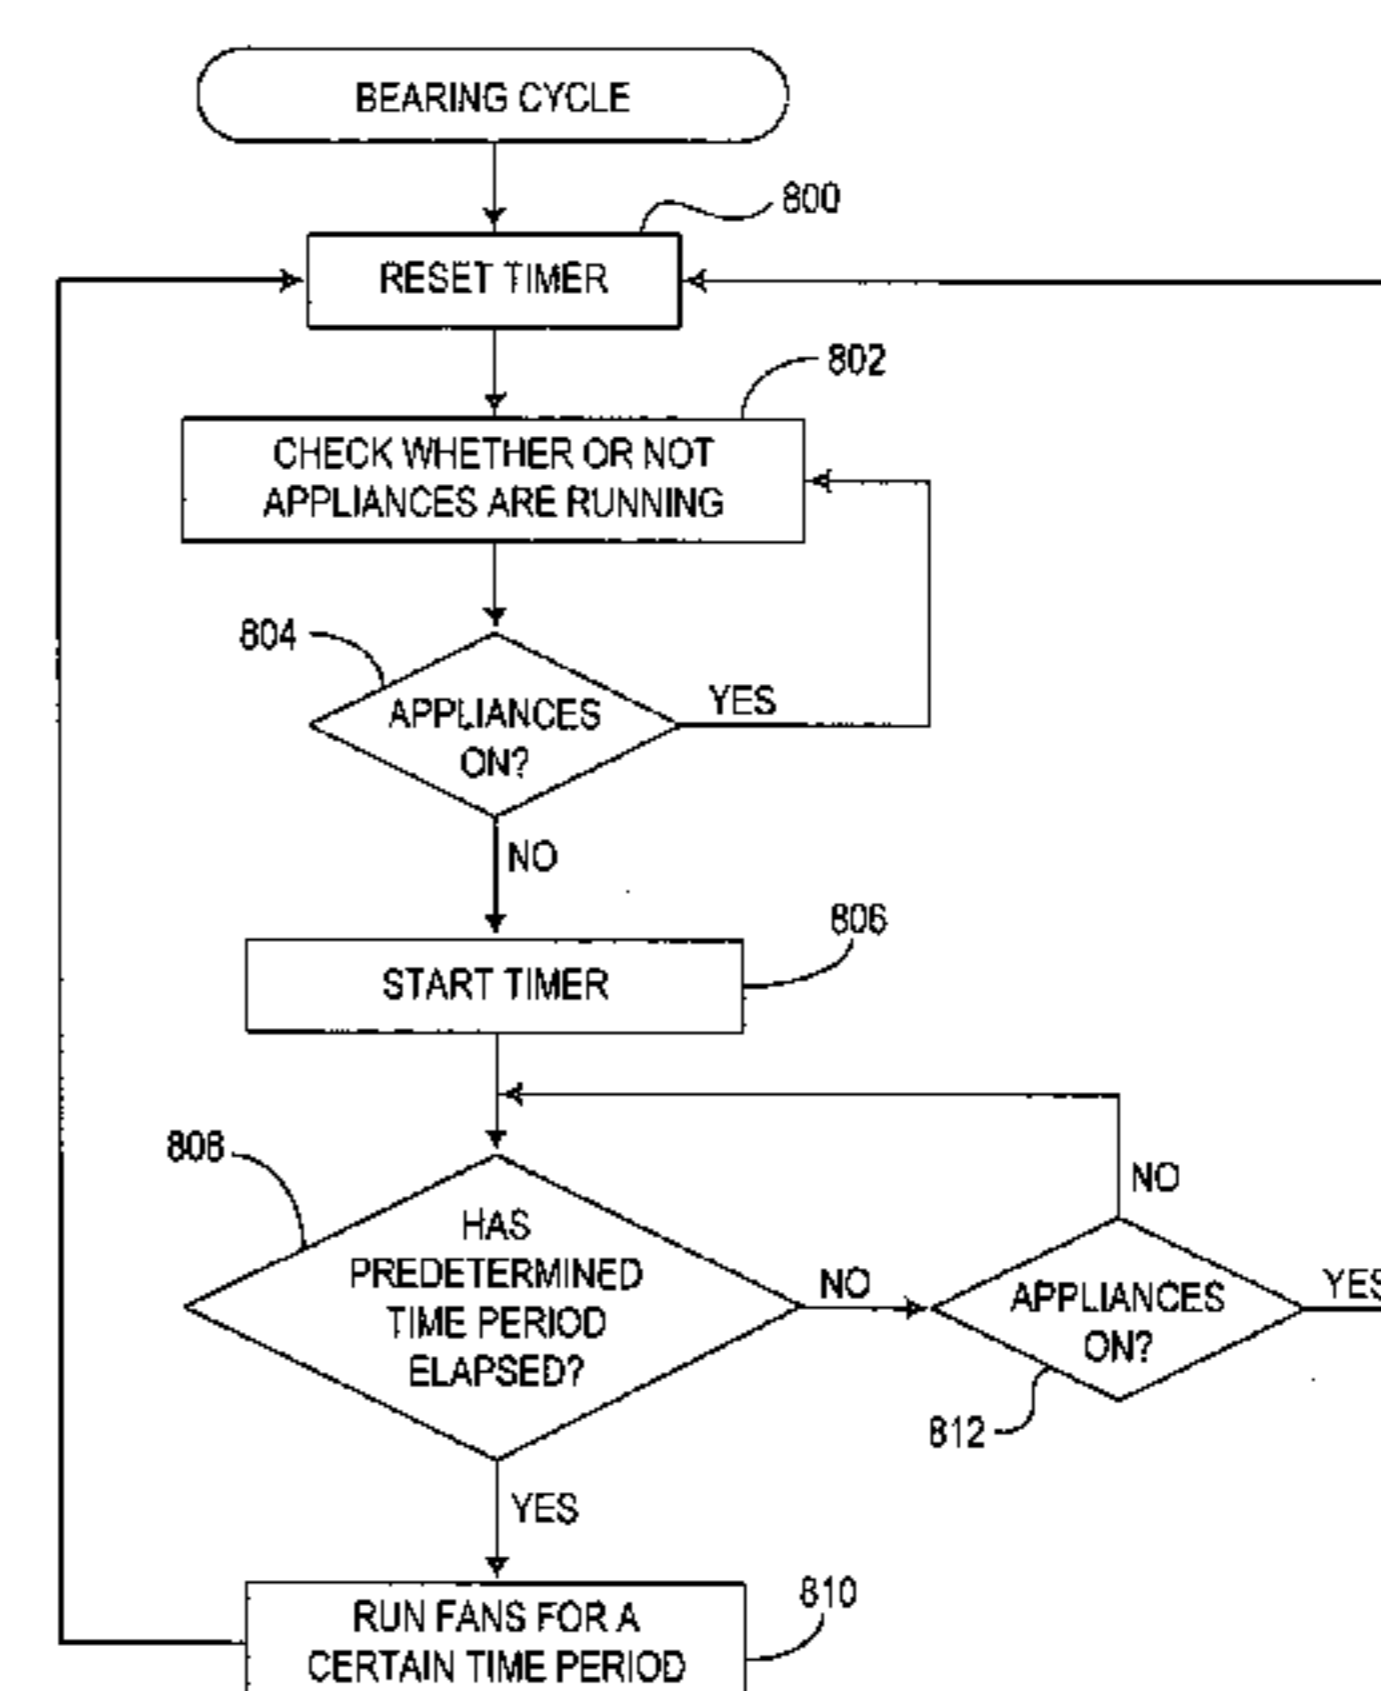 BEARING CYCLE
800
RESET TIMER
802
CHECK WHETHER OR NOT
APPLIANCES ARE RUNNING
804
APPLIANCES
ON?
YES
NO
806
START TIMER
808
HAS
PREDETERMINED
TIME PERIOD
ELAPSED?
NO
NO
APPLIANCES
ON?
YES
812
YES
810
RUN FANS FOR A
CERTAIN TIME PERIOD